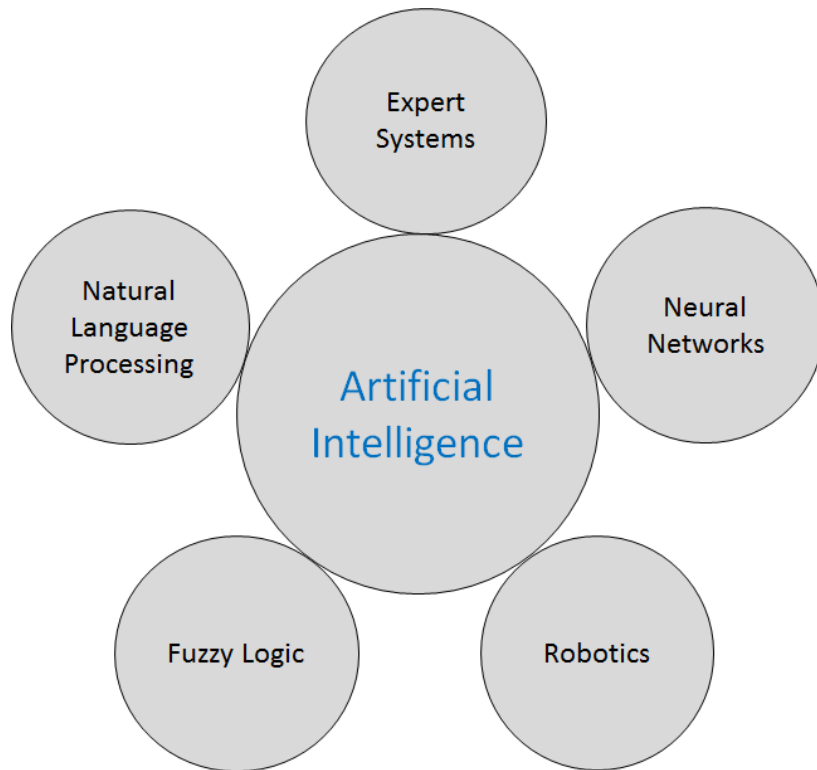 Expert
Systems
Natural
Language
Processing
Neural
Networks
Artificial
Intelligence
Fuzzy Logic
Robotics